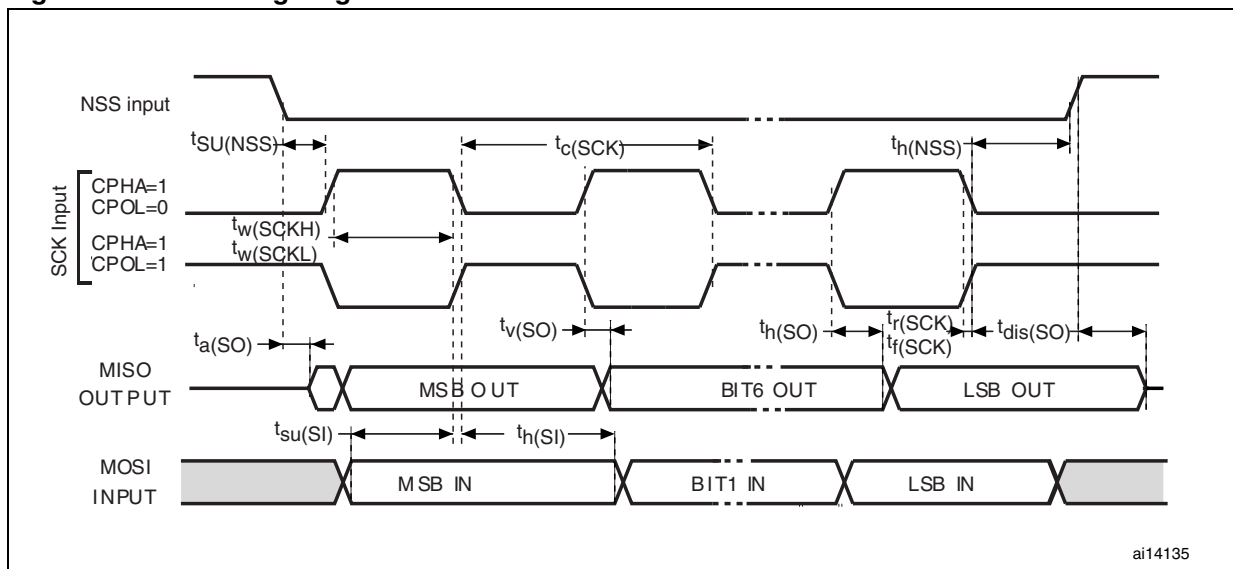 NSS input
tSU(NSS)
tc(SCK)
th(NSS)
SCK Input
CPHA=1
CPOL=0
tw(SCKH)
tw(SCKL)
CPHA=1
CPOL=1
ta(SO)
tv(SO)
th(SO)
tr(SCK)
tf(SCK)
tdis(SO)
MISO
OUTPUT
MSB OUT
BIT6 OUT
LSB OUT
tsu(SI)
th(SI)
MOSI
INPUT
MSB IN
BIT1 IN
LSB IN
ai14135